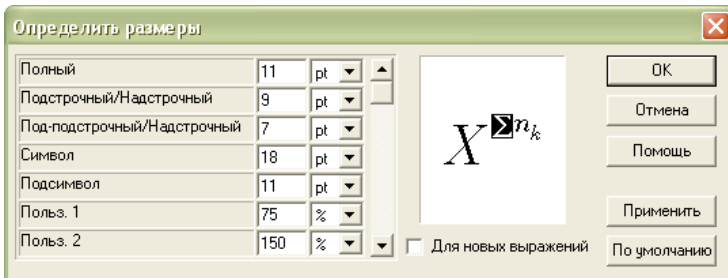 Определить размеры
Полный 11 pt
Подстрочный/Надстрочный 9 pt
Под-подстрочный/Надстрочный 7 pt
Символ 18 pt
Подсимвол 11 pt
Польз. 1 75 %
Польз. 2 150 %
X Σ n k
Для новых выражений
OK
Отмена
Помощь
Применить
По умолчанию